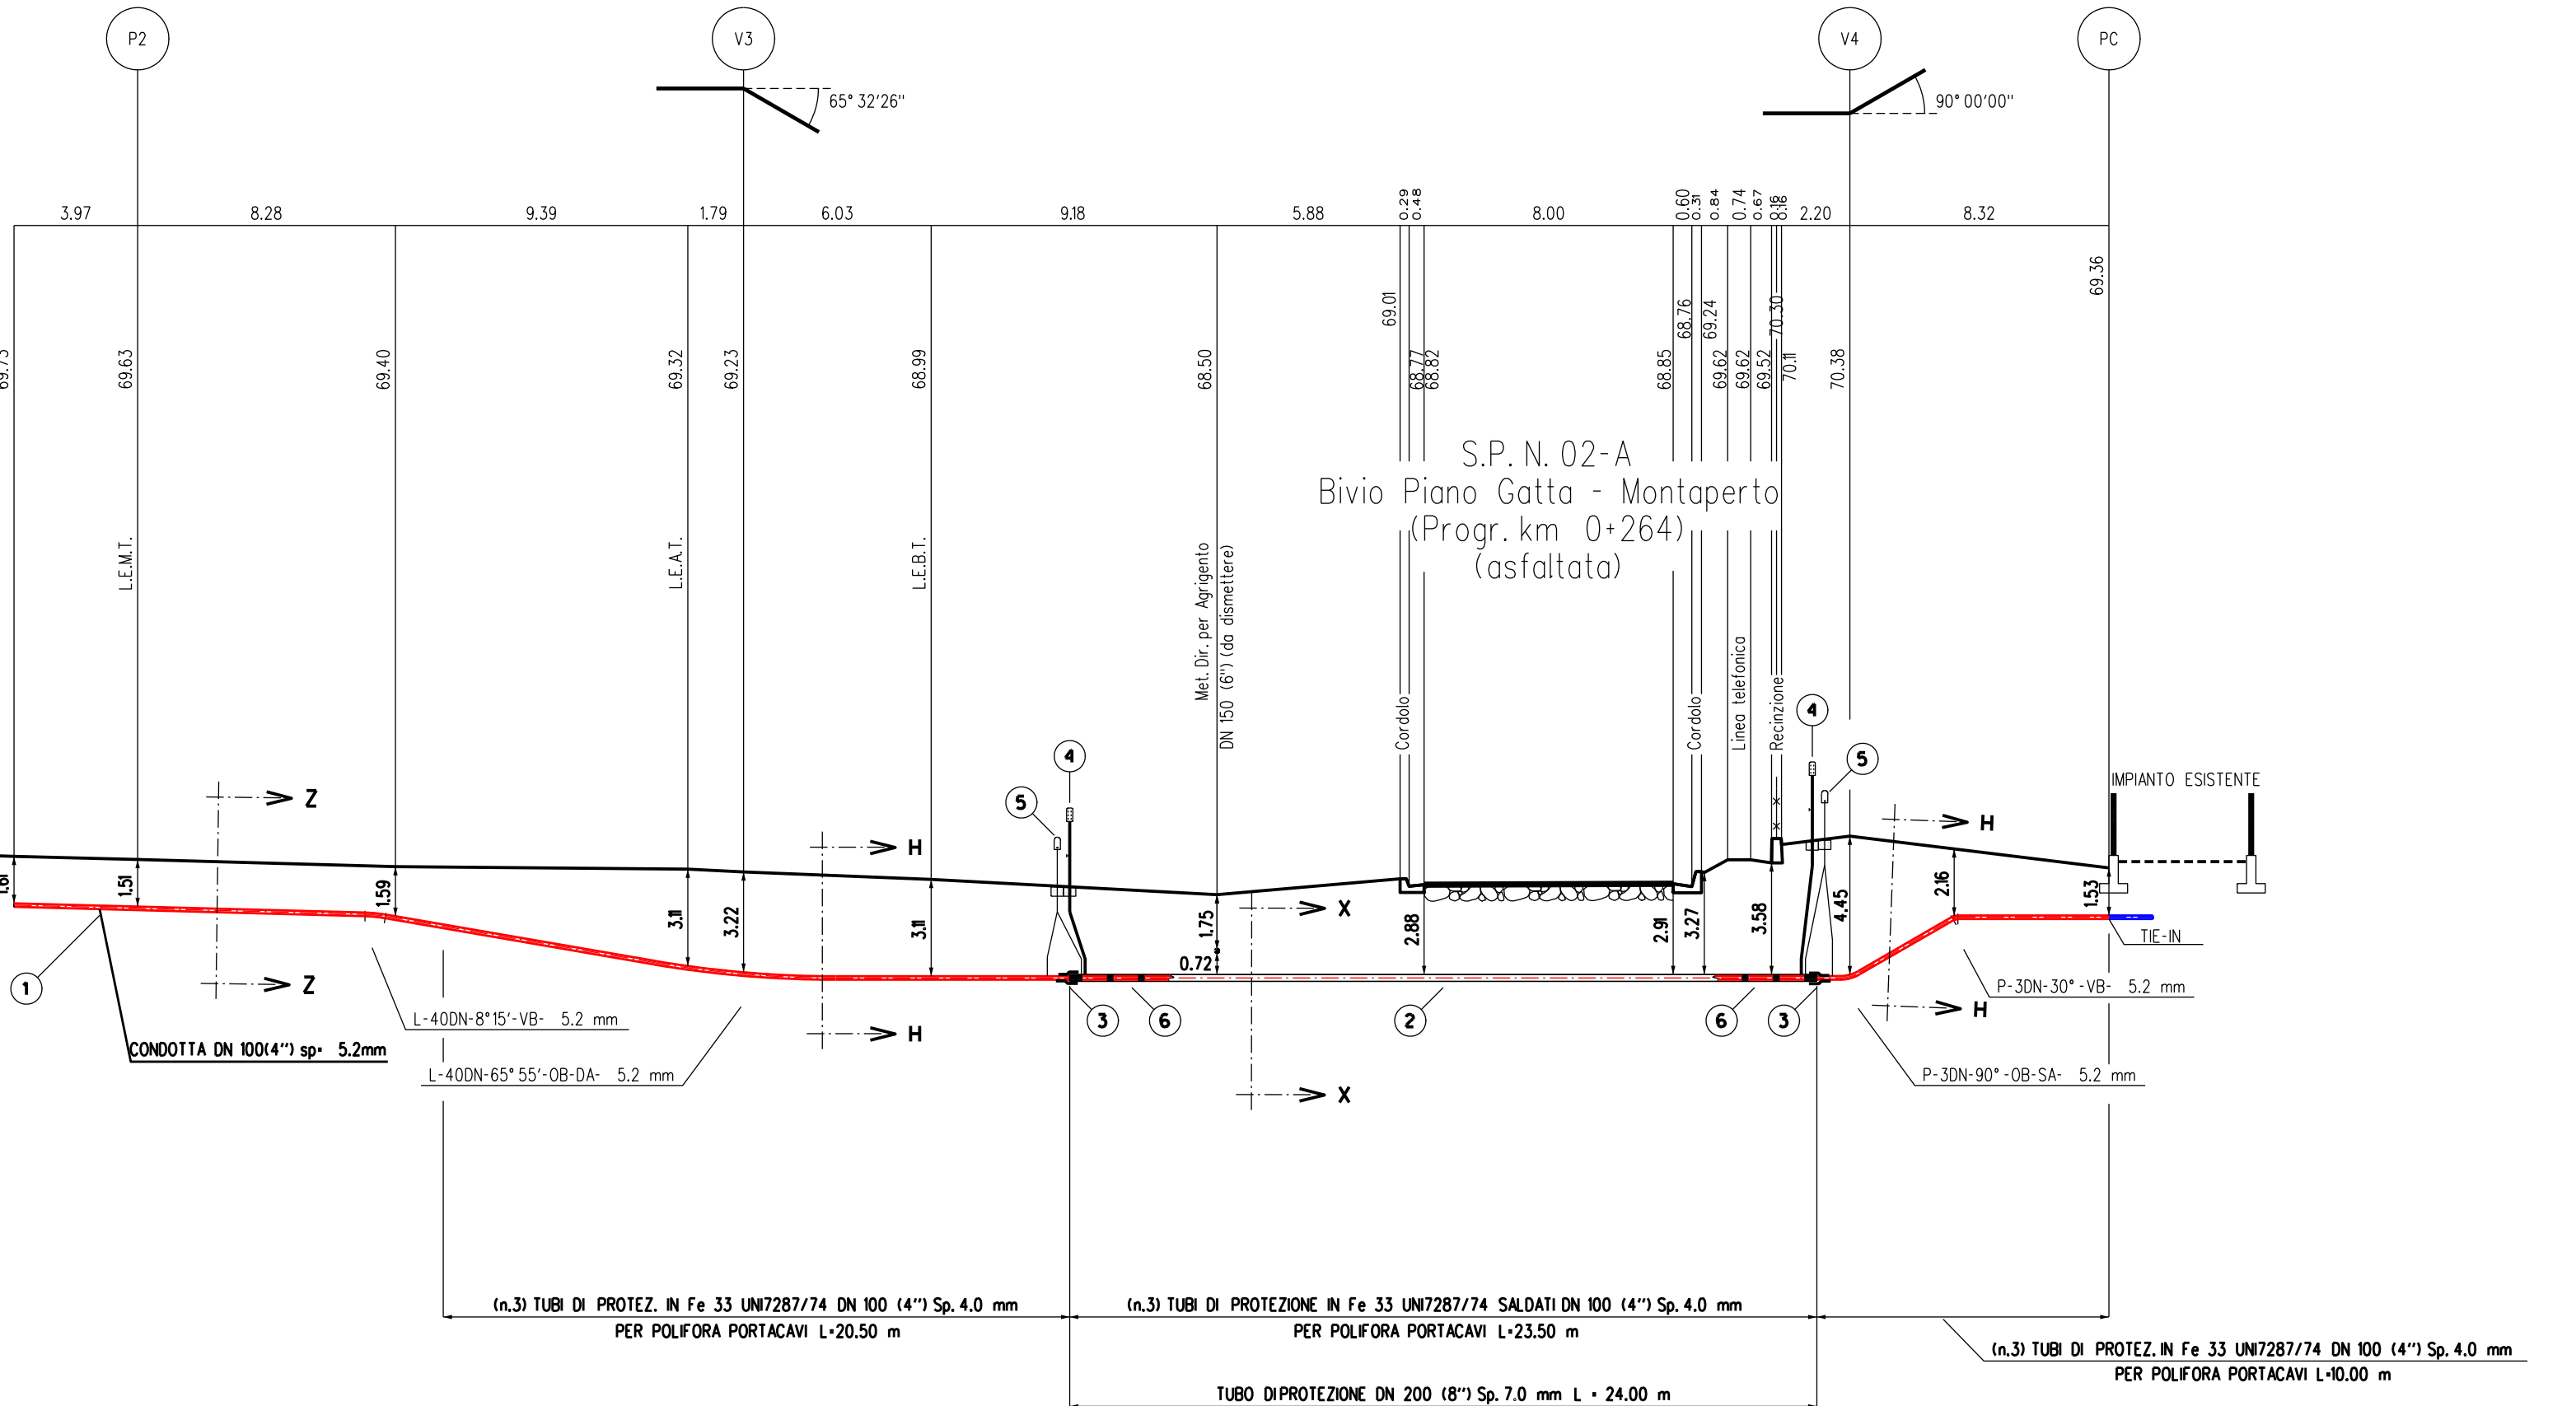 P2
V3
V4
PC
65°32'26"
90°00'00"
3.97
8.28
9.39
1.79
6.03
9.18
5.88
0.29
0.48
8.00
0.60
0.31
0.84
0.74
0.67
2.20
8.32
69.73
69.63
69.40
69.32
69.23
68.99
68.50
69.01
68.77
68.82
68.85
68.76
69.24
69.62
69.62
69.52
70.30
70.11
70.38
69.36
S.P. N. 02-A
Bivio Piano Gatta - Montaperto
(Progr. km 0+264)
(asfaltata)
L.E.M.T.
L.E.A.T.
L.E.B.T.
Met. Dir. per Agrigento
DN 150 (6") (da dismettere)
Cordolo
Cordolo
Linea telefonica
Recinzione
4
5
4
5
IMPIANTO ESISTENTE
Z
H
X
H
1.61
1.51
1.59
3.11
3.22
3.11
1.75
0.72
2.88
2.91
3.27
3.58
4.45
2.16
1.53
TIE-IN
1
Z
H
X
H
3
6
2
6
3
P-3DN-30°-VB- 5.2 mm
L-40DN-8°15'-VB- 5.2 mm
CONDOTTA DN 100(4") sp= 5.2mm
L-40DN-65°55'-OB-DA- 5.2 mm
P-3DN-90°-OB-SA- 5.2 mm
(n.3) TUBI DI PROTEZ. IN Fe 33 UNI7287/74 DN 100 (4") Sp. 4.0 mm
PER POLIFORA PORTACAVI L=20.50 m
(n.3) TUBI DI PROTEZIONE IN Fe 33 UNI7287/74 SALDATI DN 100 (4") Sp. 4.0 mm
PER POLIFORA PORTACAVI L=23.50 m
(n.3) TUBI DI PROTEZ. IN Fe 33 UNI7287/74 DN 100 (4") Sp. 4.0 mm
PER POLIFORA PORTACAVI L=10.00 m
TUBO DI PROTEZIONE DN 200 (8") Sp. 7.0 mm L = 24.00 m